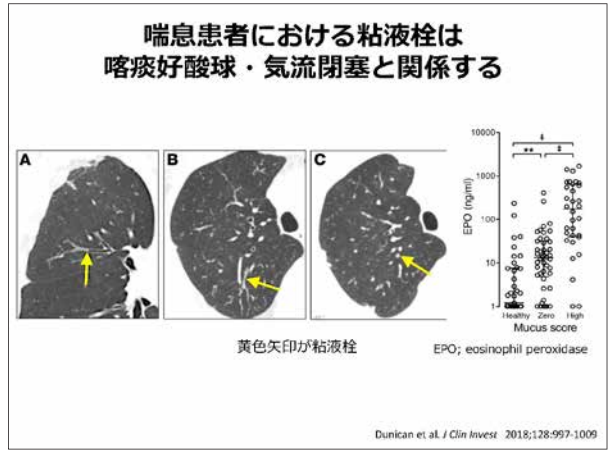 喘息患者における粘液栓は
喀痰好酸球・気流閉塞と関係する
A
B
C
10000
1000
100
10
1
EPO (ng/ml)
**
‡
‡
Healthy
Zero
High
Mucus score
黄色矢印が粘液栓
EPO; eosinophil peroxidase
Dunican et al. J Clin Invest 2018;128:997-1009